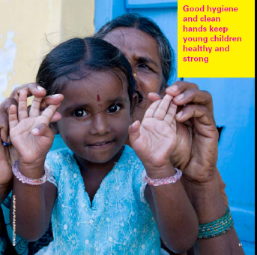 Good hygiene
and clean
hands keep
young children
healthy and
strong